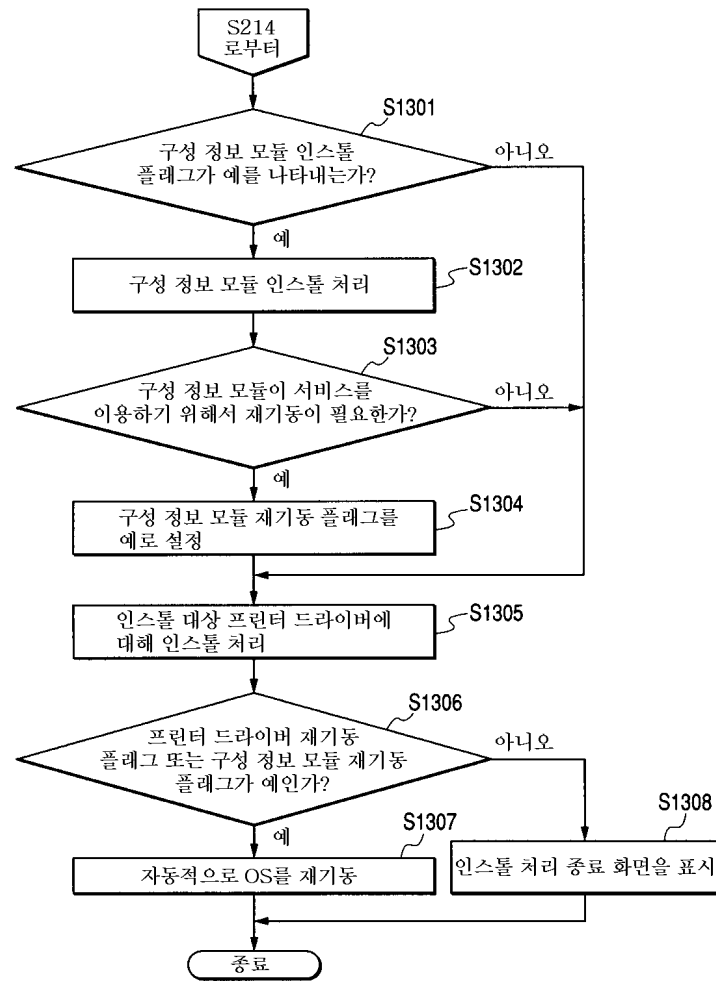 S214
로부터
S1301
구성 정보 모듈 인스톨
플래그가 예를 나타내는가?
아니오
예
S1302
구성 정보 모듈 인스톨 처리
S1303
구성 정보 모듈이 서비스를
이용하기 위해서 재기동이 필요한가?
아니오
예
S1304
구성 정보 모듈 재기동 플래그를
예로 설정
S1305
인스톨 대상 프린터 드라이버에
대해 인스톨 처리
S1306
프린터 드라이버 재기동
플래그 또는 구성 정보 모듈 재기동
플래그가 예인가?
아니오
예
S1307
자동적으로 OS를 재기동
S1308
인스톨 처리 종료 화면을 표시
종료